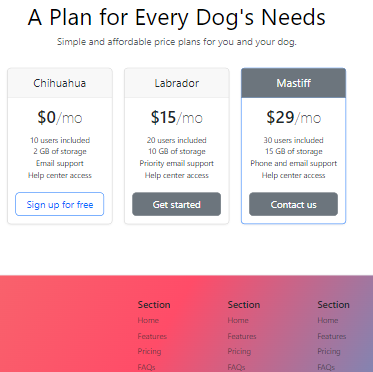 A Plan for Every Dog's Needs
Simple and affordable price plans for you and your dog.
Chihuahua
$0/mo
10 users included
2 GB of storage
Email support
Help center access
Sign up for free
Labrador
$15/mo
20 users included
10 GB of storage
Priority email support
Help center access
Get started
Mastiff
$29/mo
30 users included
15 GB of storage
Phone and email support
Help center access
Contact us
Section
Home
Features
Pricing
FAQs
Section
Home
Features
Pricing
FAQs
Section
Home
Features
Pricing
FAQs